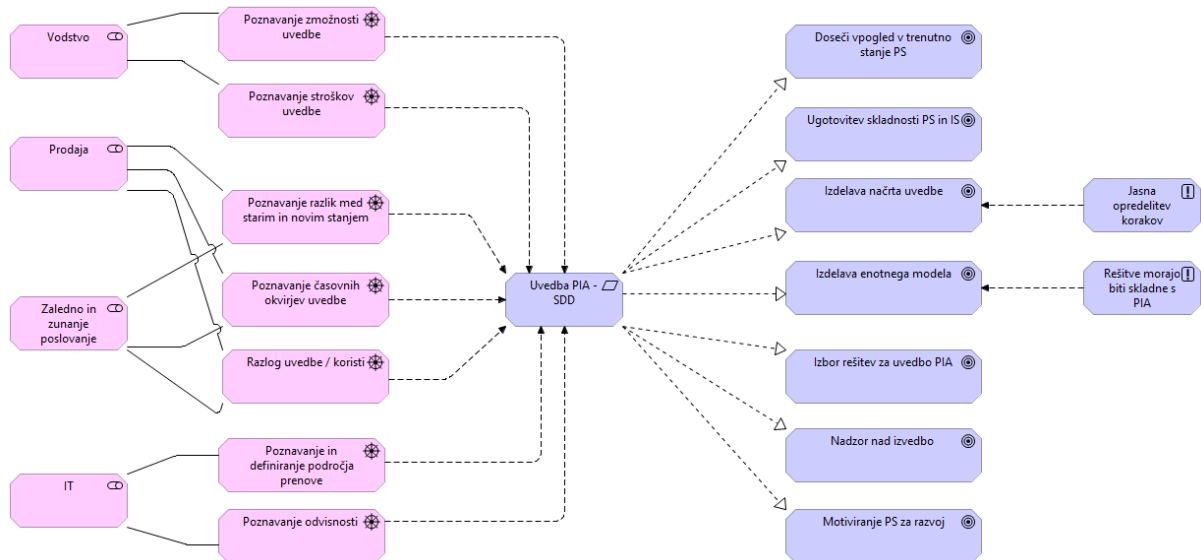 Vodstvo
Poznavanje zmožnosti
uvedbe
Poznavanje stroškov
uvedbe
Prodaja
Poznavanje razlik med
starim in novim stanjem
Poznavanje časovnih
okvirjev uvedbe
Zaledno in
zunanje
poslovanje
Razlog uvedbe / koristi
Poznavanje in
definiranje področja
prenove
IT
Poznavanje odvisnosti
Uvedba PIA -
SDD
Doseči vpogled v trenutno
stanje PS
Ugotovitev skladnosti PS in IS
Izdelava načrta uvedbe
Jasna
opredelitev
korakov
Izdelava enotnega modela
Rešitve morajo
biti skladne s
PIA
Izbor rešitev za uvedbo PIA
Nadzor nad izvedbo
Motiviranje PS za razvoj